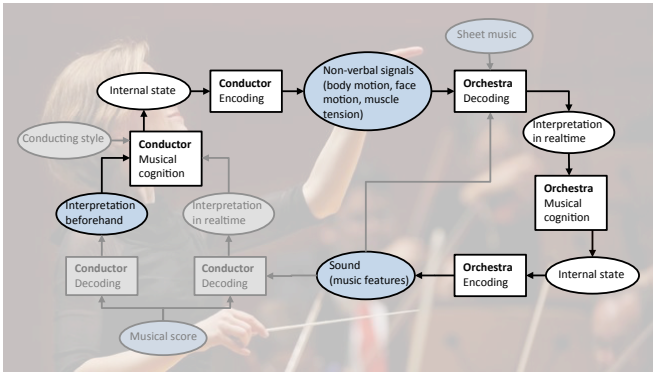 Sheet music
Internal state
Conductor
Encoding
Non-verbal signals
(body motion, face
motion, muscle
tension)
Orchestra
Decoding
Conducting style
Conductor
Musical
cognition
Interpretation
in realtime
Interpretation
beforehand
Interpretation
in realtime
Orchestra
Musical
cognition
Conductor
Decoding
Conductor
Decoding
Sound
(music features)
Orchestra
Encoding
Internal state
Musical score